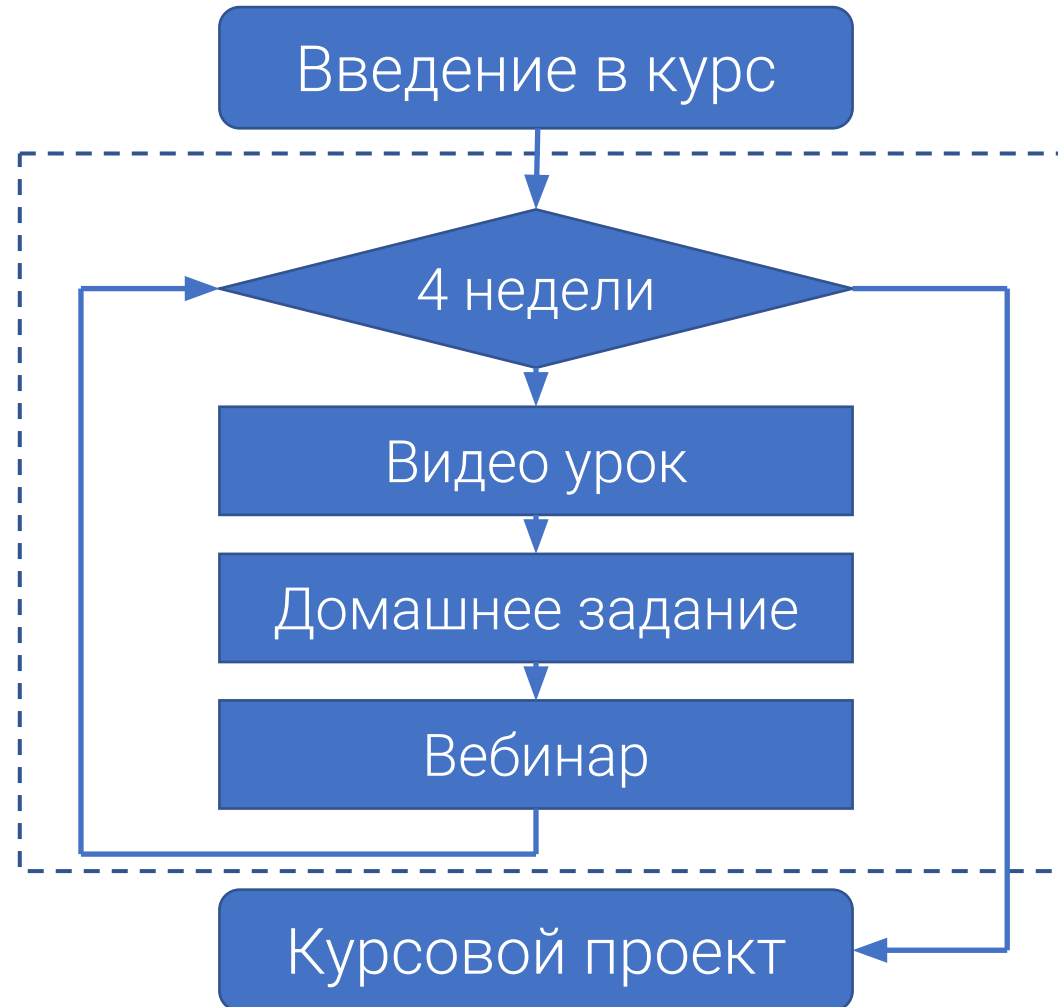 Введение в курс
4 недели
Видео урок
Домашнее задание
Вебинар
Курсовой проект